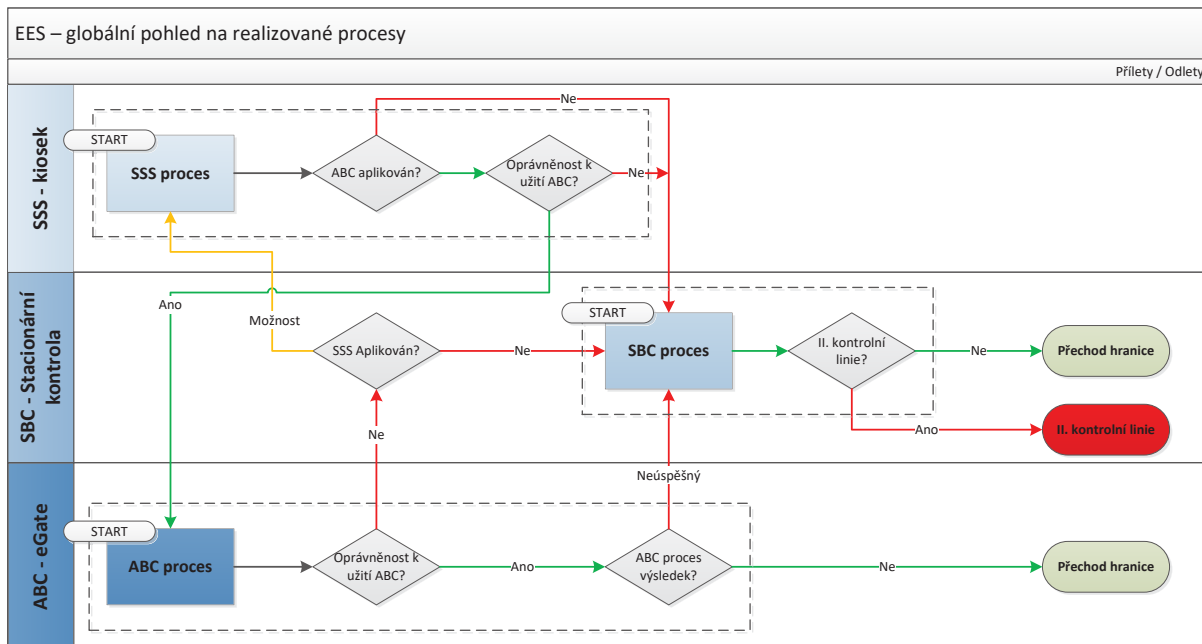 EES – globální pohled na realizované procesy
Přílety / Odlety
SSS - kiosek
START
SSS proces
ABC aplikován?
Ne
Oprávněnost k
užití ABC?
Ne
Ano
SBC - Stacionární
kontrola
Možnost
SSS Aplikován?
Ne
START
SBC proces
II. kontrolní
linie?
Ne
Přechod hranice
Ano
II. kontrolní linie
Ne
Neúspěšný
ABC - eGate
START
ABC proces
Oprávněnost k
užití ABC?
Ano
ABC proces
výsledek?
Ne
Přechod hranice